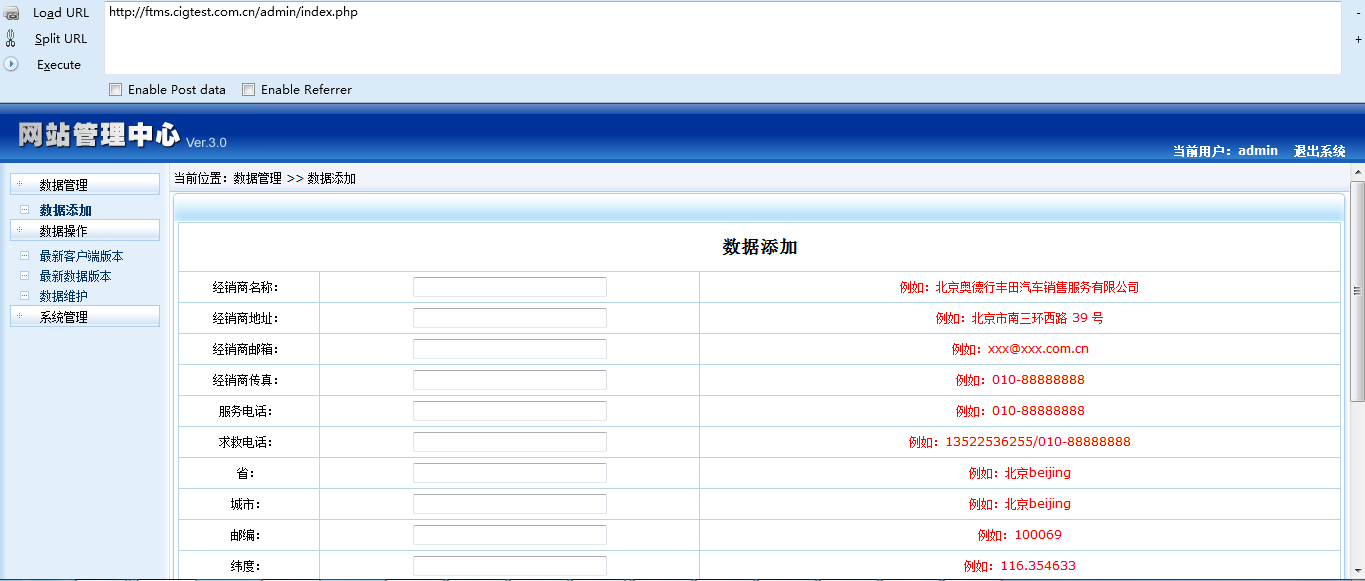 Load URL
http://ftms.cigtest.com.cn/admin/index.php
-
Split URL
+
Execute
Enable Post data
Enable Referrer
网站管理中心 Ver.3.0
当前用户：admin 退出系统
数据管理
数据添加
数据操作
最新客户端版本
最新数据版本
数据维护
系统管理
当前位置：数据管理 >> 数据添加
数据添加
经销商名称：
例如：北京奥德行丰田汽车销售服务有限公司
经销商地址：
例如：北京市南三环西路 39 号
经销商邮箱：
例如：xxx@xxx.com.cn
经销商传真：
例如：010-88888888
服务电话：
例如：010-88888888
求救电话：
例如：13522536255/010-88888888
省：
例如：北京beijing
城市：
例如：北京beijing
邮编：
例如：100069
纬度：
例如：116.354633